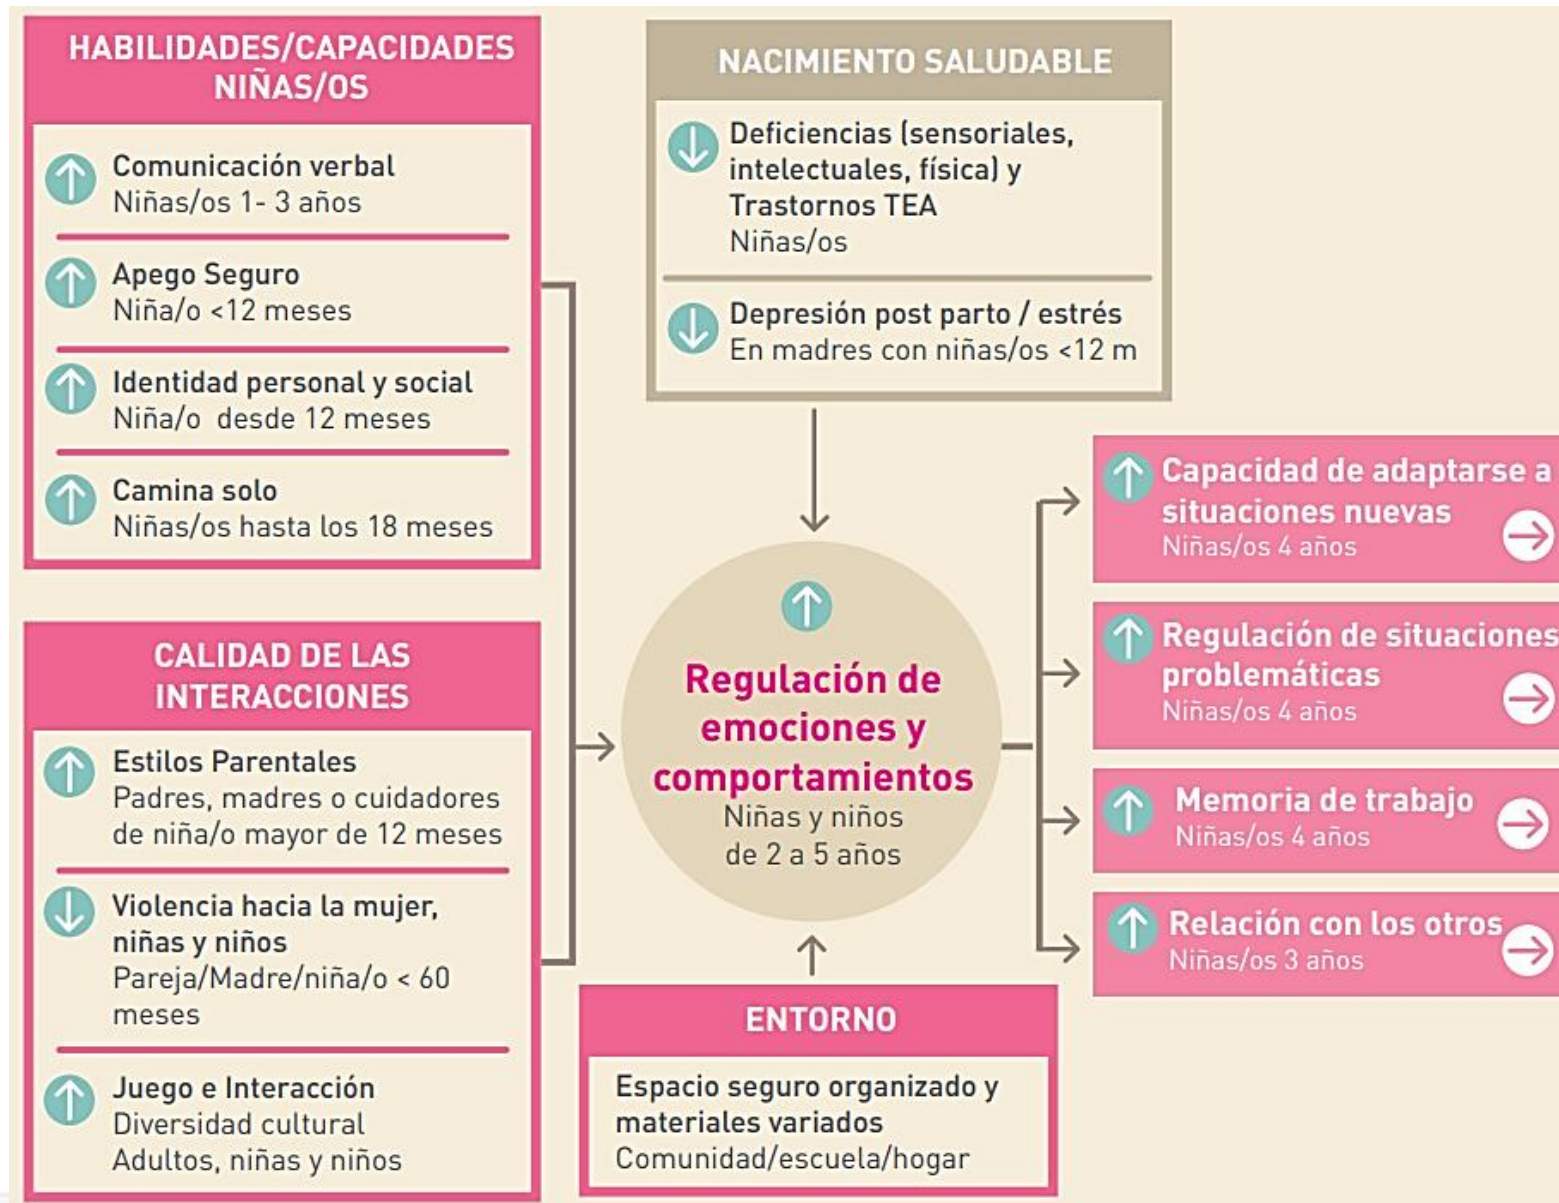 HABILIDADES/CAPACIDADES
NIÑAS/OS
Comunicación verbal
Niñas/os 1- 3 años
Apego Seguro
Niña/o <12 meses
Identidad personal y social
Niña/o desde 12 meses
Camina solo
Niñas/os hasta los 18 meses
CALIDAD DE LAS
INTERACCIONES
Estilos Parentales
Padres, madres o cuidadores
de niña/o mayor de 12 meses
Violencia hacia la mujer,
niñas y niños
Pareja/Madre/niña/o < 60
meses
Juego e Interacción
Diversidad cultural
Adultos, niñas y niños
NACIMIENTO SALUDABLE
Deficiencias (sensoriales,
intelectuales, física) y
Trastornos TEA
Niñas/os
Depresión post parto / estrés
En madres con niñas/os <12 m
Regulación de
emociones y
comportamientos
Niñas y niños
de 2 a 5 años
ENTORNO
Espacio seguro organizado y
materiales variados
Comunidad/escuela/hogar
Capacidad de adaptarse a
situaciones nuevas
Niñas/os 4 años
Regulación de situaciones
problemáticas
Niñas/os 4 años
Memoria de trabajo
Niñas/os 4 años
Relación con los otros
Niñas/os 3 años